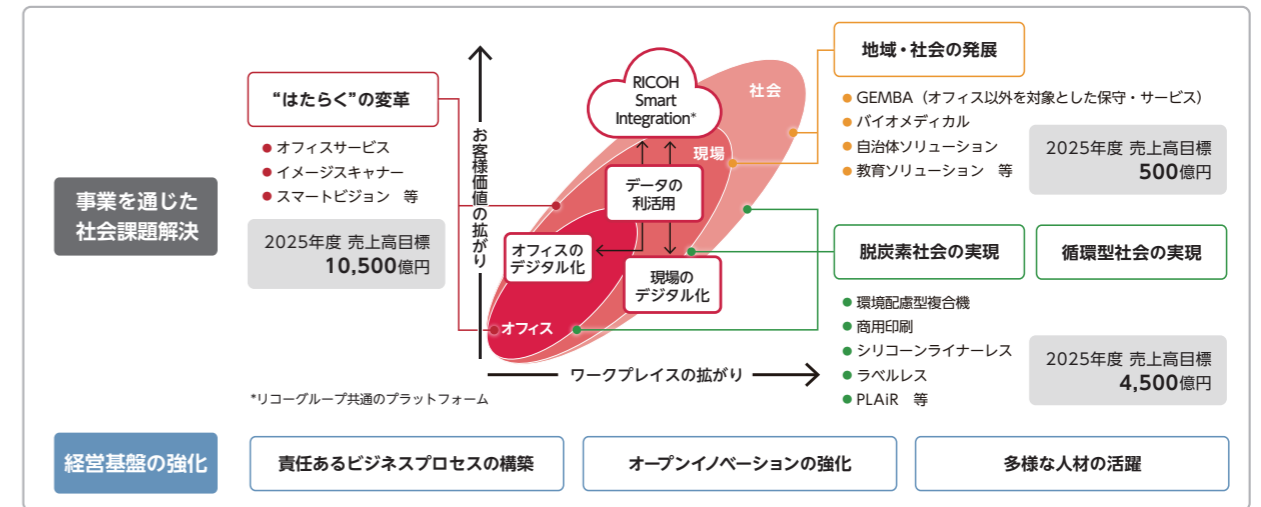 事業を通じた
社会課題解決
“はたらく”の変革
● オフィスサービス
● イメージスキャナー
● スマートビジョン 等
2025年度 売上高目標
10,500億円
お客様価値の拡がり
RICOH
Smart
Integration*
社会
現場
データの
利活用
オフィスの
デジタル化
現場の
デジタル化
オフィス
ワークプレイスの拡がり
*リコーグループ共通のプラットフォーム
地域・社会の発展
● GEMBA（オフィス以外を対象とした保守・サービス）
● バイオメディカル
● 自治体ソリューション
● 教育ソリューション 等
2025年度 売上高目標
500億円
脱炭素社会の実現
循環型社会の実現
● 環境配慮型複合機
● 商用印刷
● シリコーンライナーレス
● ラベルレス
● PLAiR 等
2025年度 売上高目標
4,500億円
経営基盤の強化
責任あるビジネスプロセスの構築
オープンイノベーションの強化
多様な人材の活躍